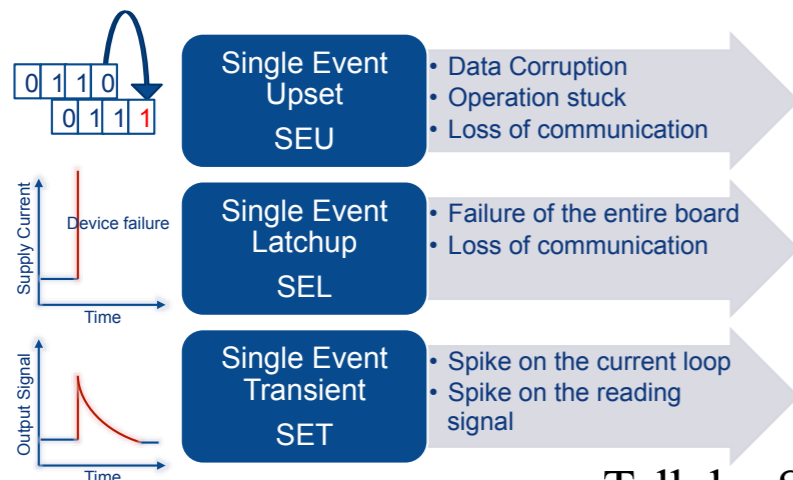 0 1 1 0
0 1 1 1
Single Event
Upset
SEU
• Data Corruption
• Operation stuck
• Loss of communication
Supply Current
Device failure
Time
Single Event
Latchup
SEL
• Failure of the entire board
• Loss of communication
Output Signal
Time
Single Event
Transient
SET
• Spike on the current loop
• Spike on the reading
signal